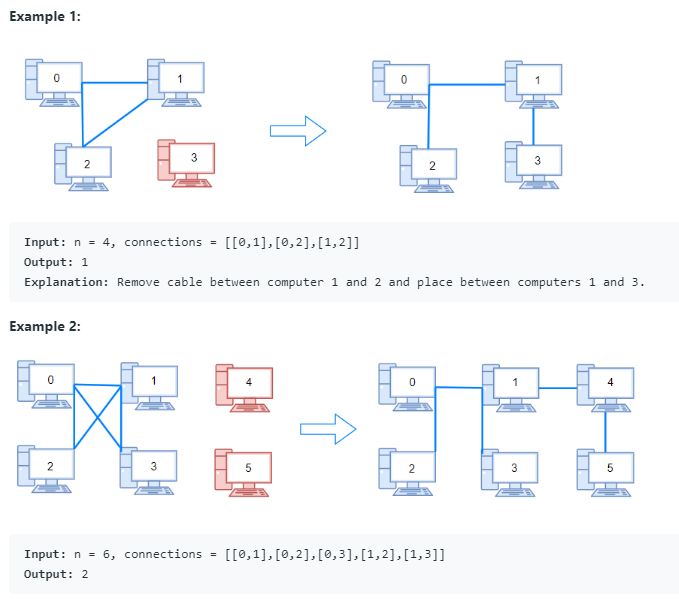 Example 1:
0 1 0 1
2 3 2 3
Input: n = 4, connections = [[0,1],[0,2],[1,2]]
Output: 1
Explanation: Remove cable between computer 1 and 2 and place between computers 1 and 3.
Example 2:
0 1 4 0 1 4
2 3 5 2 3 5
Input: n = 6, connections = [[0,1],[0,2],[0,3],[1,2],[1,3]]
Output: 2